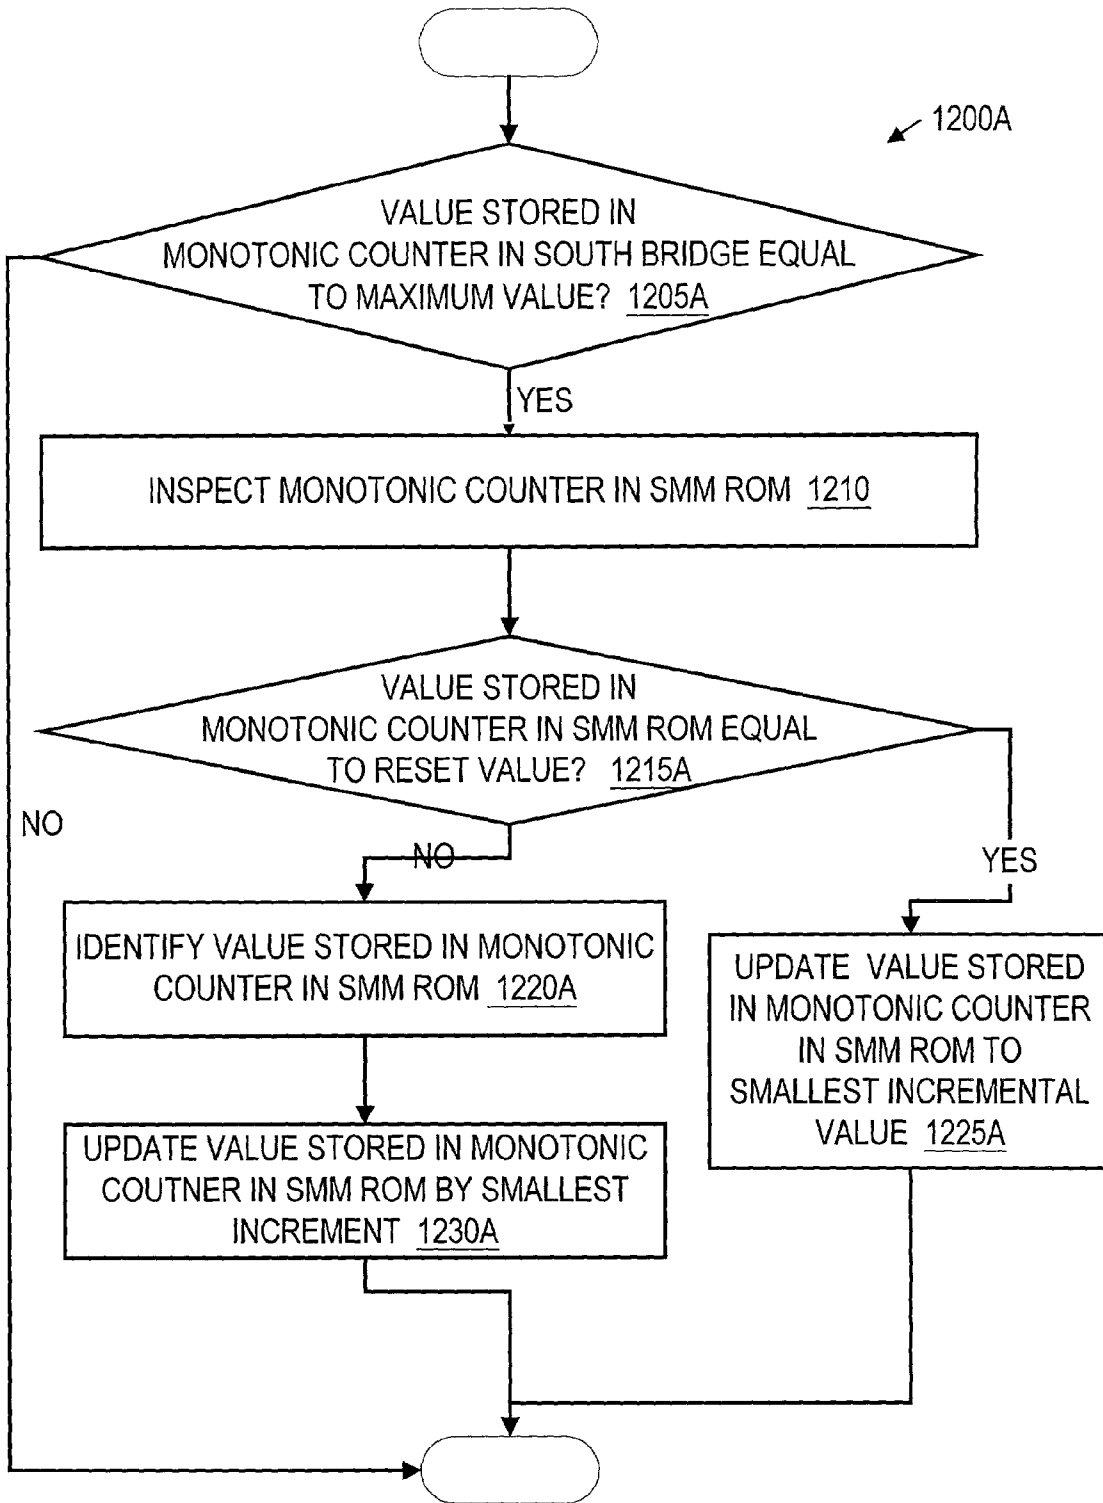 1200A
VALUE STORED IN
MONOTONIC COUNTER IN SOUTH BRIDGE EQUAL
TO MAXIMUM VALUE? 1205A
YES
INSPECT MONOTONIC COUNTER IN SMM ROM 1210
VALUE STORED IN
MONOTONIC COUNTER IN SMM ROM EQUAL
TO RESET VALUE? 1215A
NO
NO
YES
IDENTIFY VALUE STORED IN MONOTONIC
COUNTER IN SMM ROM 1220A
UPDATE VALUE STORED
IN MONOTONIC COUNTER
IN SMM ROM TO
SMALLEST INCREMENTAL
VALUE 1225A
UPDATE VALUE STORED IN MONOTONIC
COUTNER IN SMM ROM BY SMALLEST
INCREMENT 1230A